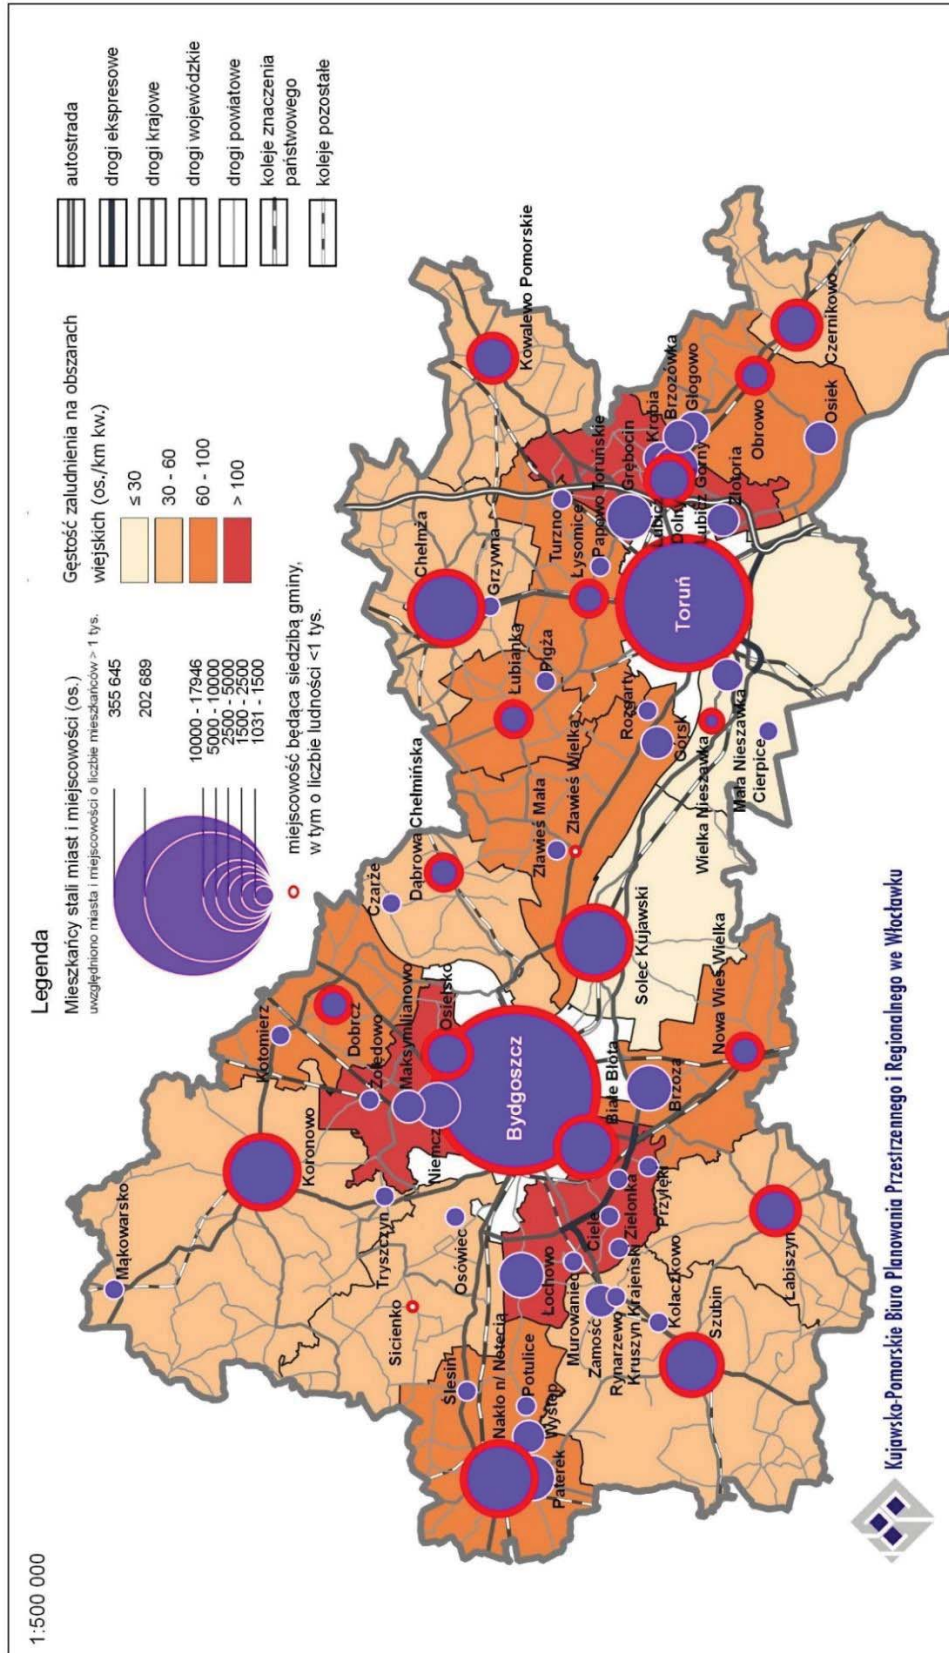 1:500 000
Legenda
Mieszkańcy stali miast i miejscowości (os.)
uwzględniono miasta i miejscowości o liczbie mieszkańców > 1 tys.
355 645
202 689
10000 - 17946
5000 - 10000
2500 - 5000
1500 - 2500
1031 - 1500
miejscowość będąca siedzibą gminy,
w tym o liczbie ludności <1 tys.
Gęstość zaludnienia na obszarach
wiejskich (os./km kw.)
≤ 30
30 - 60
60 - 100
> 100
autostrada
drogi ekspresowe
drogi krajowe
drogi wojewódzkie
drogi powiatowe
koleje znaczenia
państwowego
koleje pozostałe
Mąkowarsko
Koronowo
Kotomierz
Dobrcz
Żołędowo
Maksymilianowo
Osielsko
Niemcz
Tryszczyn
Osówiec
Sicienko
Ślesin
Nakło n/ Notecią
Potulice
Występ
Paterek
Bydgoszcz
Białe Błota
Łochowo
Murowaniec
Ciele
Zielonka
Przyłęki
Brzoza
Zamość
Rynarzewo
Kruszyn Krajeński
Kołaczkowo
Szubin
Łabiszyn
Nowa Wieś Wielka
Solec Kujawski
Czarże
Dąbrowa Chełmińska
Zławieś Mała
Zławieś Wielka
Chełmża
Grzywna
Łubianka
Pigża
Rozgarty
Górsk
Wielka Nieszawka
Mała Nieszawka
Cierpice
Toruń
Turzno
Łysomice
Papowo Toruńskie
Grębocin
Lubicz
Dolny
Lubicz Górny
Złotoria
Krobia
Brzozówka
Głogowo
Obrowo
Osiek
Czernikowo
Kowalewo Pomorskie
Kujawsko-Pomorskie Biuro Planowania Przestrzennego i Regionalnego we Włocławku